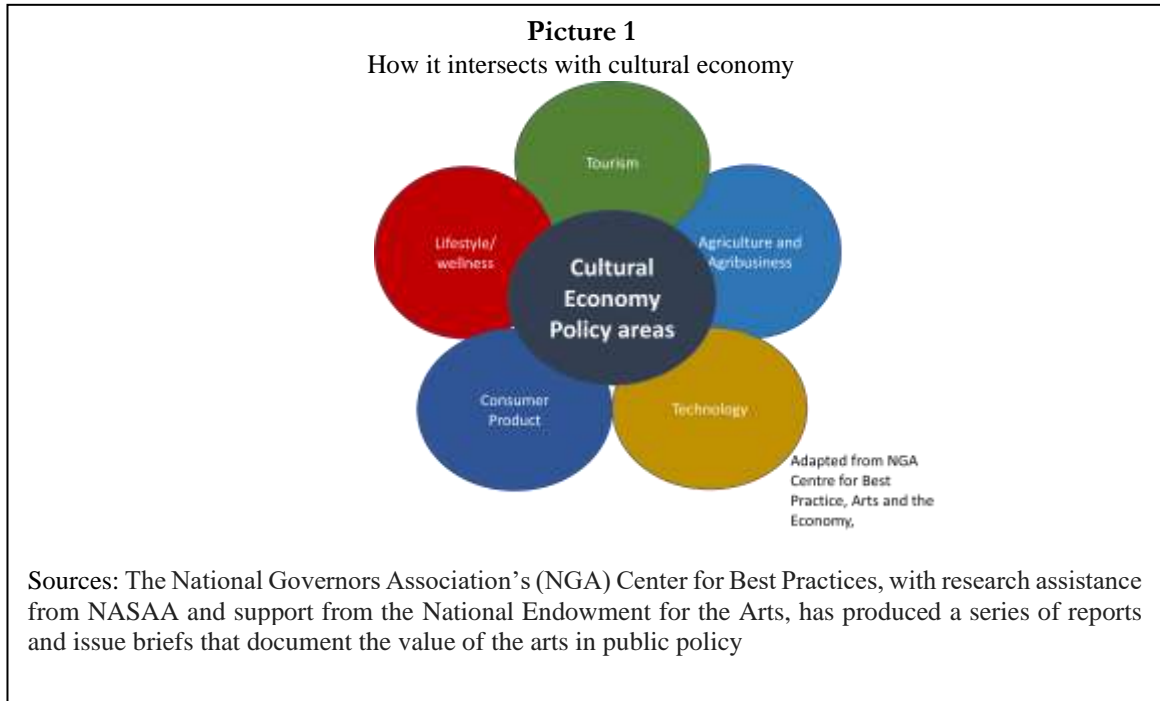 Picture 1
How it intersects with cultural economy
Tourism
Lifestyle/
wellness
Agriculture and
Agribusiness
Cultural
Economy
Policy areas
Consumer
Product
Technology
Adapted from NGA
Centre for Best
Practice, Arts and the
Economy,
Sources: The National Governors Association’s (NGA) Center for Best Practices, with research assistance
from NASAA and support from the National Endowment for the Arts, has produced a series of reports
and issue briefs that document the value of the arts in public policy